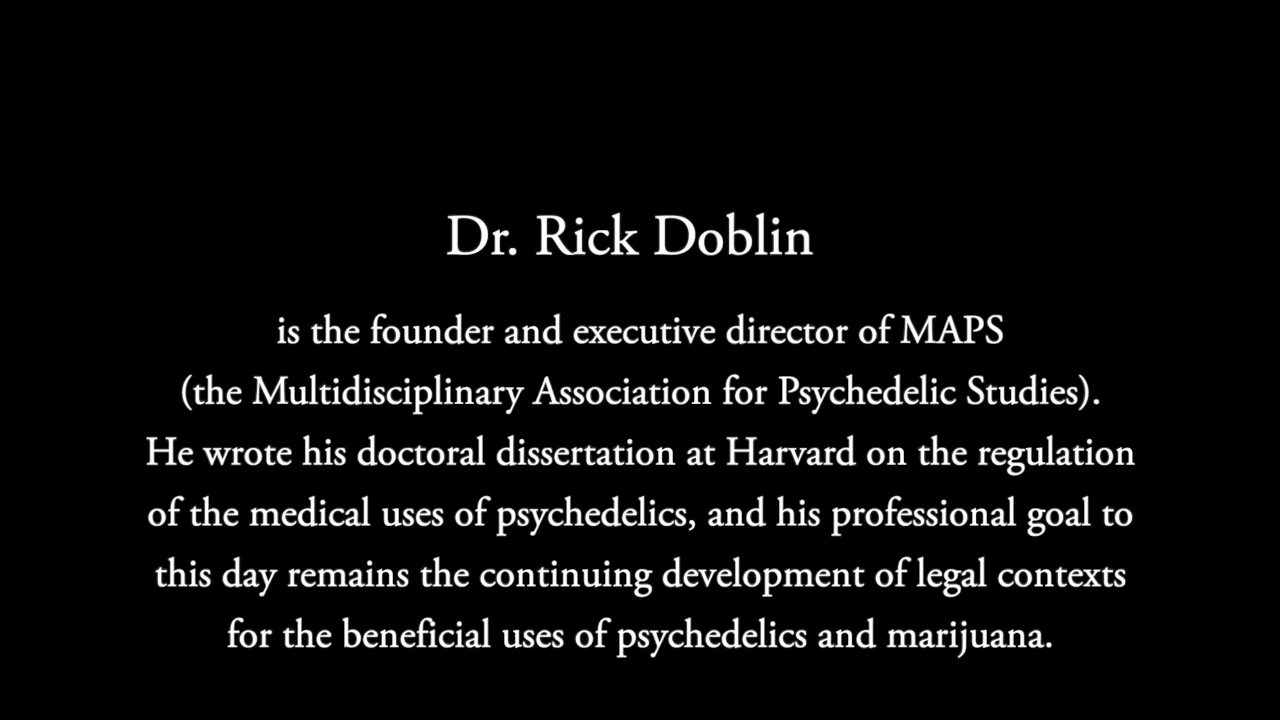 Dr. Rick Doblin
is the founder and executive director of MAPS
(the Multidisciplinary Association for Psychedelic Studies).
He wrote his doctoral dissertation at Harvard on the regulation
of the medical uses of psychedelics, and his professional goal to
this day remains the continuing development of legal contexts
for the beneficial uses of psychedelics and marijuana.